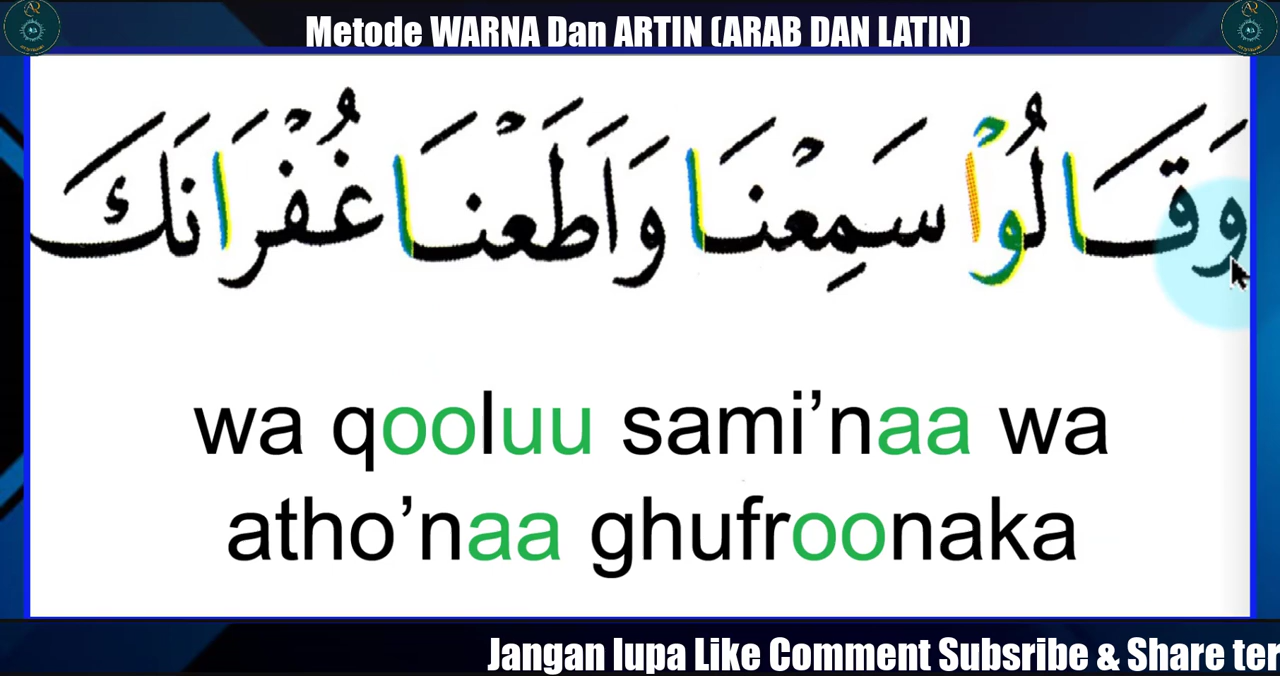 Metode WARNA Dan ARTIN (ARAB DAN LATIN)
وَقَالُوْا سَمِعْنَا وَاَطَعْنَا غُفْرَانَكَ
wa qooluu sami’naa wa
atho’naa ghufroonaka
Jangan lupa Like Comment Subsribe & Share ter